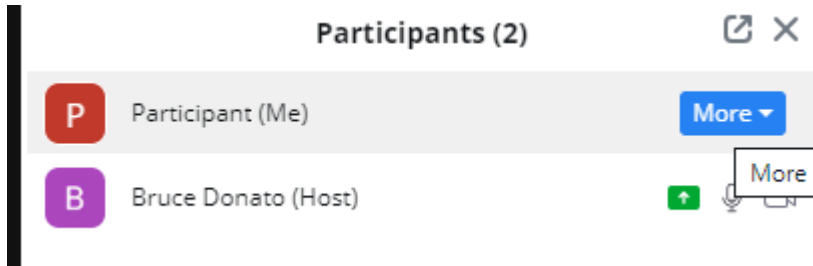 Participants (2)
P Participant (Me) More
More
B Bruce Donato (Host)